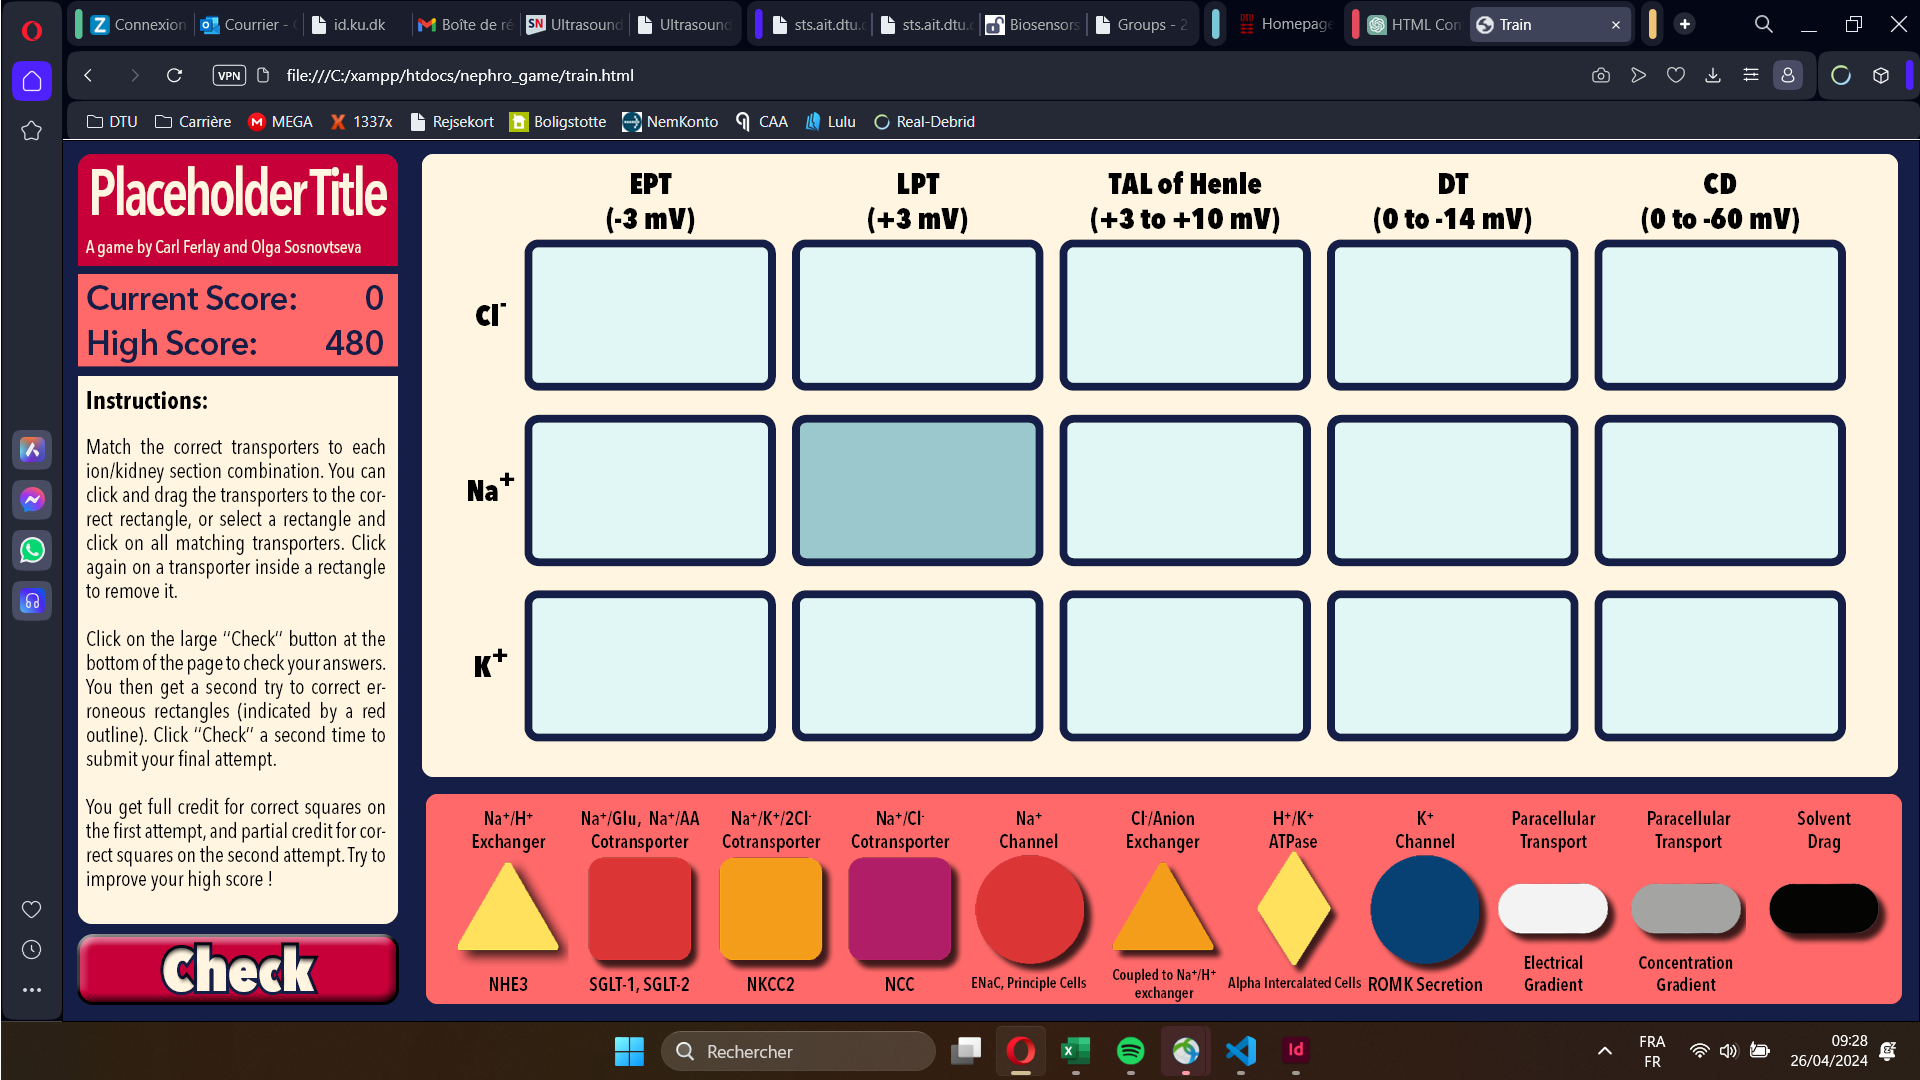 Connexion
Courrier - C
id.ku.dk
Boîte de ré
SN Ultrasound
Ultrasound
sts.ait.dtu.c
sts.ait.dtu.c
Biosensors
Groups - 2
DTU Homepage
HTML Con
Train
VPN
file:///C:/xampp/htdocs/nephro_game/train.html
DTU
Carrière
MEGA
1337x
Rejsekort
Boligstotte
NemKonto
CAA
Lulu
Real-Debrid
PlaceholderTitle
A game by Carl Ferlay and Olga Sosnovtseva
Current Score: 0
High Score: 480
Instructions:
Match the correct transporters to each
ion/kidney section combination. You can
click and drag the transporters to the cor-
rect rectangle, or select a rectangle and
click on all matching transporters. Click
again on a transporter inside a rectangle
to remove it.
Click on the large “Check” button at the
bottom of the page to check your answers.
You then get a second try to correct er-
roneous rectangles (indicated by a red
outline). Click “Check” a second time to
submit your final attempt.
You get full credit for correct squares on
the first attempt, and partial credit for cor-
rect squares on the second attempt. Try to
improve your high score !
Check
EPT
(-3 mV)
LPT
(+3 mV)
TAL of Henle
(+3 to +10 mV)
DT
(0 to -14 mV)
CD
(0 to -60 mV)
Cl⁻
Na⁺
K⁺
Na⁺/H⁺
Exchanger
NHE3
Na⁺/Glu, Na⁺/AA
Cotransporter
SGLT-1, SGLT-2
Na⁺/K⁺/2Cl⁻
Cotransporter
NKCC2
Na⁺/Cl⁻
Cotransporter
NCC
Na⁺
Channel
ENaC, Principle Cells
Cl⁻/Anion
Exchanger
Coupled to Na⁺/H⁺
exchanger
H⁺/K⁺
ATPase
Alpha Intercalated Cells
K⁺
Channel
ROMK Secretion
Paracellular
Transport
Electrical
Gradient
Paracellular
Transport
Concentration
Gradient
Solvent
Drag
Rechercher
Id
FRA
FR
09:28
26/04/2024